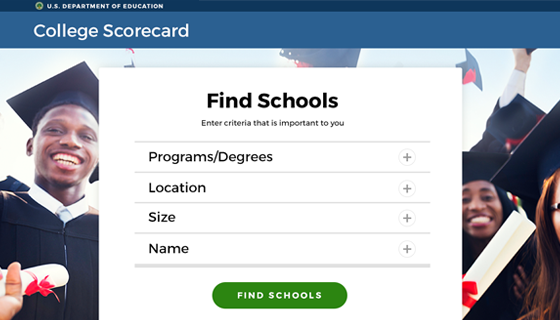 U.S. DEPARTMENT OF EDUCATION
College Scorecard
Find Schools
Enter criteria that is important to you
Programs/Degrees
Location
Size
Name
FIND SCHOOLS